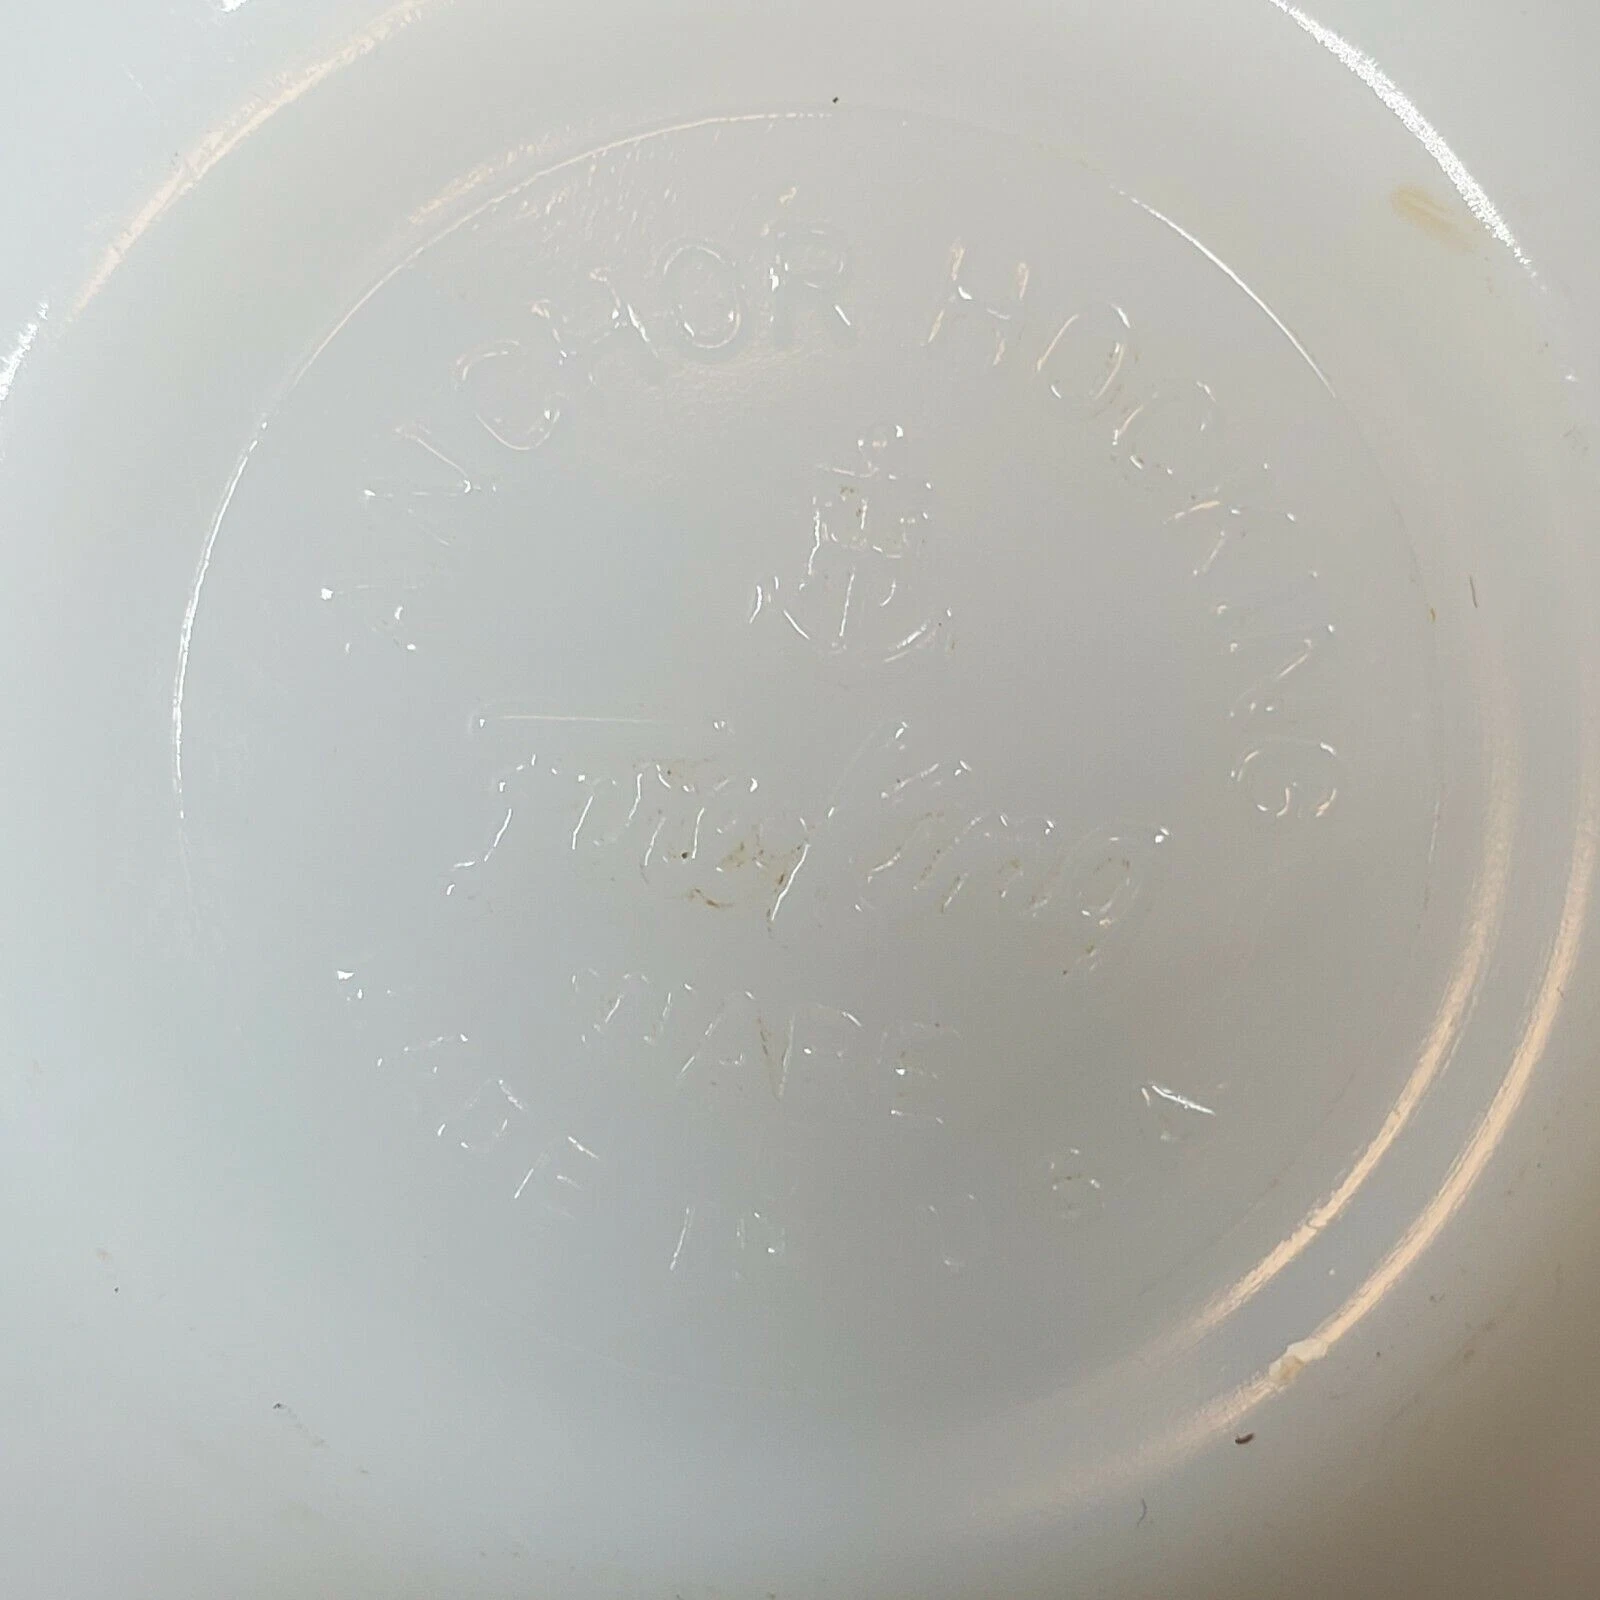 ANCHOR HOCKING
Fire-King
WARE
MADE IN U.S.A